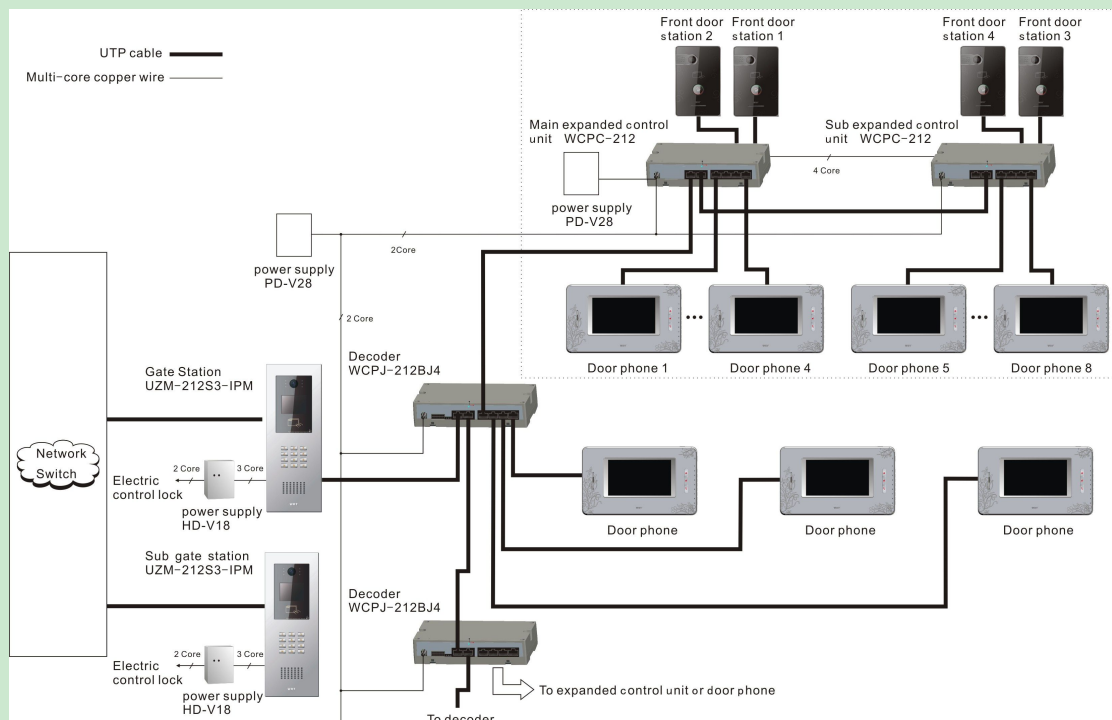 UTP cable
Multi-core copper wire
Front door
station 2
Front door
station 1
Front door
station 4
Front door
station 3
Main expanded control
unit WCPC-212
Sub expanded control
unit WCPC-212
4 Core
power supply
PD-V28
power supply
PD-V28
2Core
2 Core
Door phone 1
Door phone 4
Door phone 5
Door phone 8
Decoder
WCPJ-212BJ4
Gate Station
UZM-212S3-IPM
Network
Switch
2 Core
3 Core
Electric
control lock
power supply
HD-V18
Door phone
Door phone
Door phone
Sub gate station
UZM-212S3-IPM
Decoder
WCPJ-212BJ4
2 Core
3 Core
Electric
control lock
power supply
HD-V18
To expanded control unit or door phone
To decoder